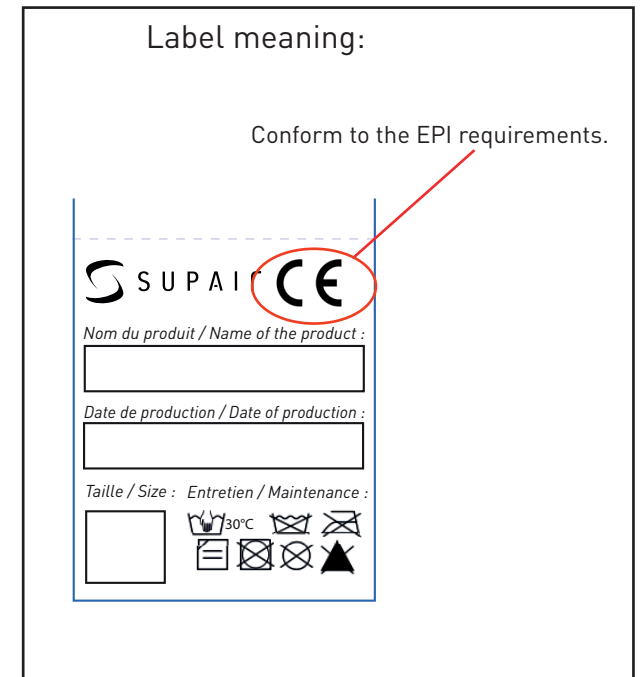 Label meaning:
Conform to the EPI requirements.
SUPAIR CE
Nom du produit / Name of the product :
Date de production / Date of production :
Taille / Size : Entretien / Maintenance :
30°C